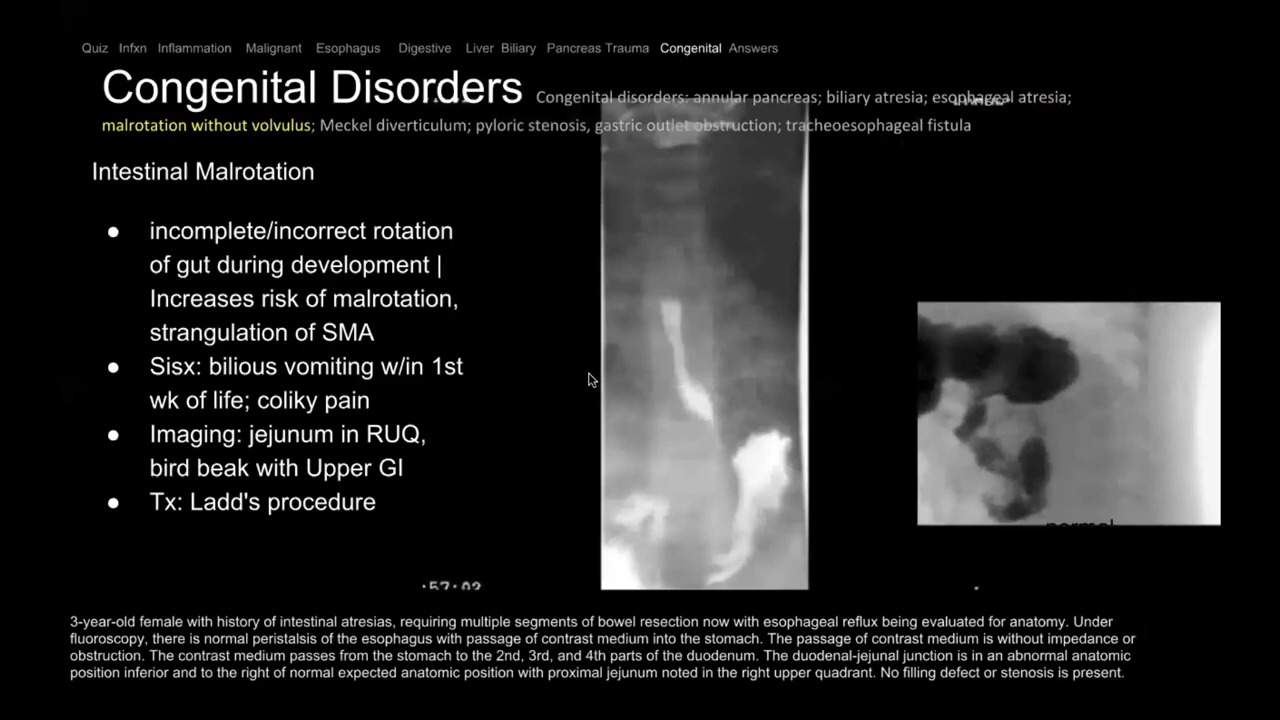 Quiz Infxn Inflammation Malignant Esophagus Digestive Liver Biliary Pancreas Trauma Congenital Answers
Congenital Disorders Congenital disorders: annular pancreas; biliary atresia; esophageal atresia;
malrotation without volvulus; Meckel diverticulum; pyloric stenosis, gastric outlet obstruction; tracheoesophageal fistula
Intestinal Malrotation
● incomplete/incorrect rotation
of gut during development |
Increases risk of malrotation,
strangulation of SMA
● Sisx: bilious vomiting w/in 1st
wk of life; coliky pain
● Imaging: jejunum in RUQ,
bird beak with Upper GI
● Tx: Ladd's procedure
normal
:57:02
3-year-old female with history of intestinal atresias, requiring multiple segments of bowel resection now with esophageal reflux being evaluated for anatomy. Under
fluoroscopy, there is normal peristalsis of the esophagus with passage of contrast medium into the stomach. The passage of contrast medium is without impedance or
obstruction. The contrast medium passes from the stomach to the 2nd, 3rd, and 4th parts of the duodenum. The duodenal-jejunal junction is in an abnormal anatomic
position inferior and to the right of normal expected anatomic position with proximal jejunum noted in the right upper quadrant. No filling defect or stenosis is present.